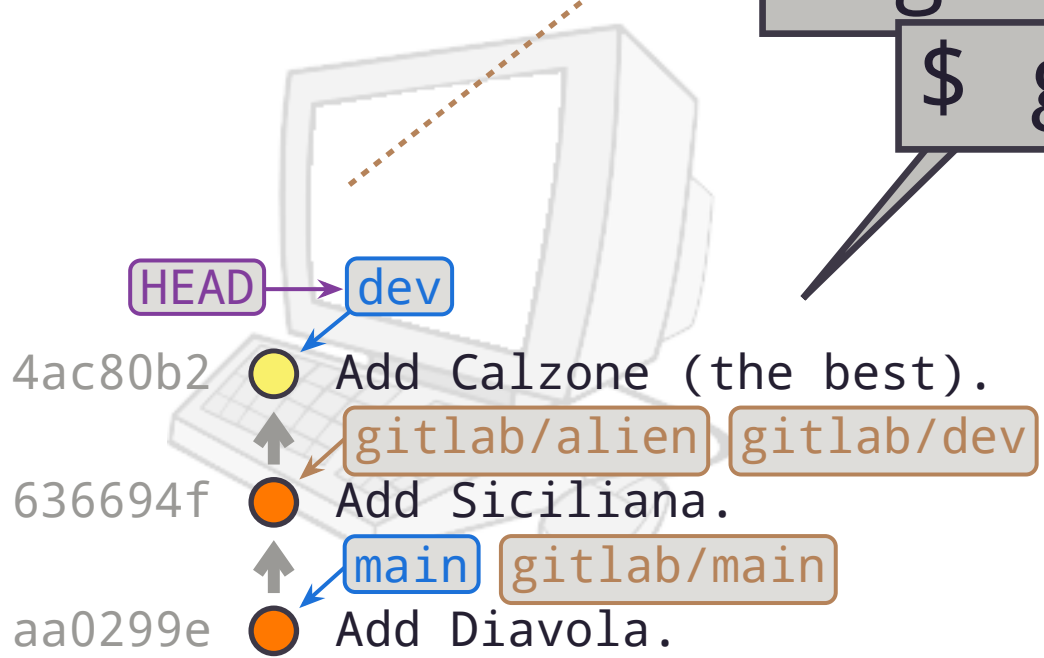 $ g
HEAD dev
4ac80b2 Add Calzone (the best).
gitlab/alien gitlab/dev
636694f Add Siciliana.
main gitlab/main
aa0299e Add Diavola.